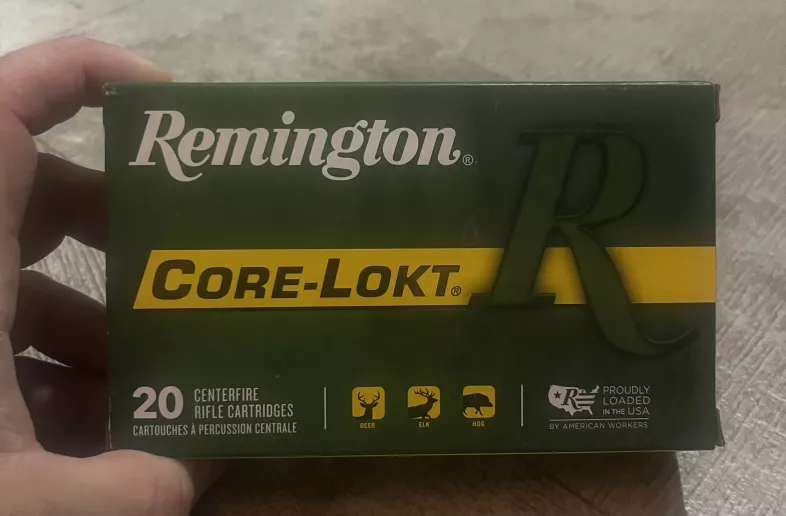 Remington®
CORE-LOKT®
R
20 CENTERFIRE
RIFLE CARTRIDGES
CARTOUCHES À PERCUSSION CENTRALE
DEER
ELK
HOG
R
PROUDLY
LOADED
IN THE USA
BY AMERICAN WORKERS